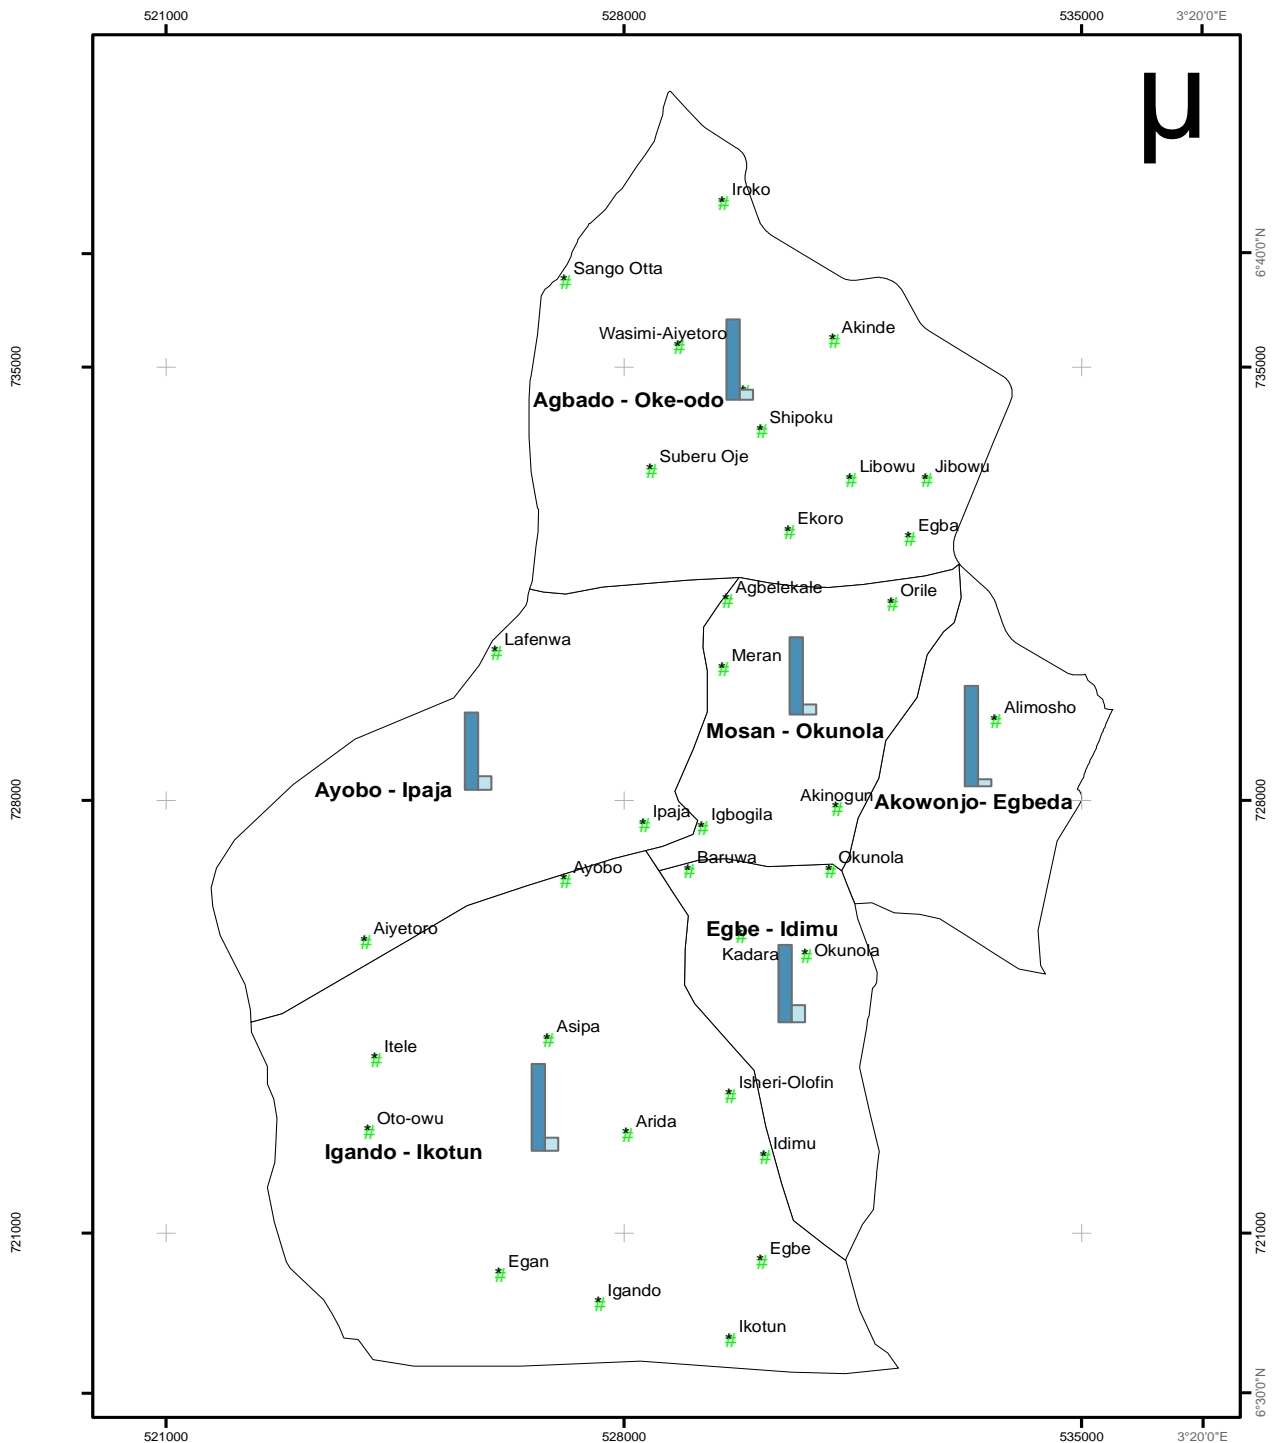 521000
528000
535000
3°20'0"E
µ
Iroko
6°40'0"N
Sango Otta
Wasimi-Aiyetoro
Akinde
735000
735000
Agbado - Oke-odo
Shipoku
Suberu Oje
Libowu
Jibowu
Ekoro
Egba
Agbelekale
Orile
Lafenwa
Meran
Alimosho
Mosan - Okunola
Ayobo - Ipaja
Akinogun
Akowonjo- Egbeda
728000
728000
Ipaja
Igbogila
Baruwa
Okunola
Ayobo
Aiyetoro
Egbe - Idimu
Kadara
Okunola
Asipa
Itele
Isheri-Olofin
Oto-owu
Arida
Igando - Ikotun
Idimu
721000
721000
Egbe
Egan
Igando
Ikotun
6°30'0"N
521000
528000
535000
3°20'0"E